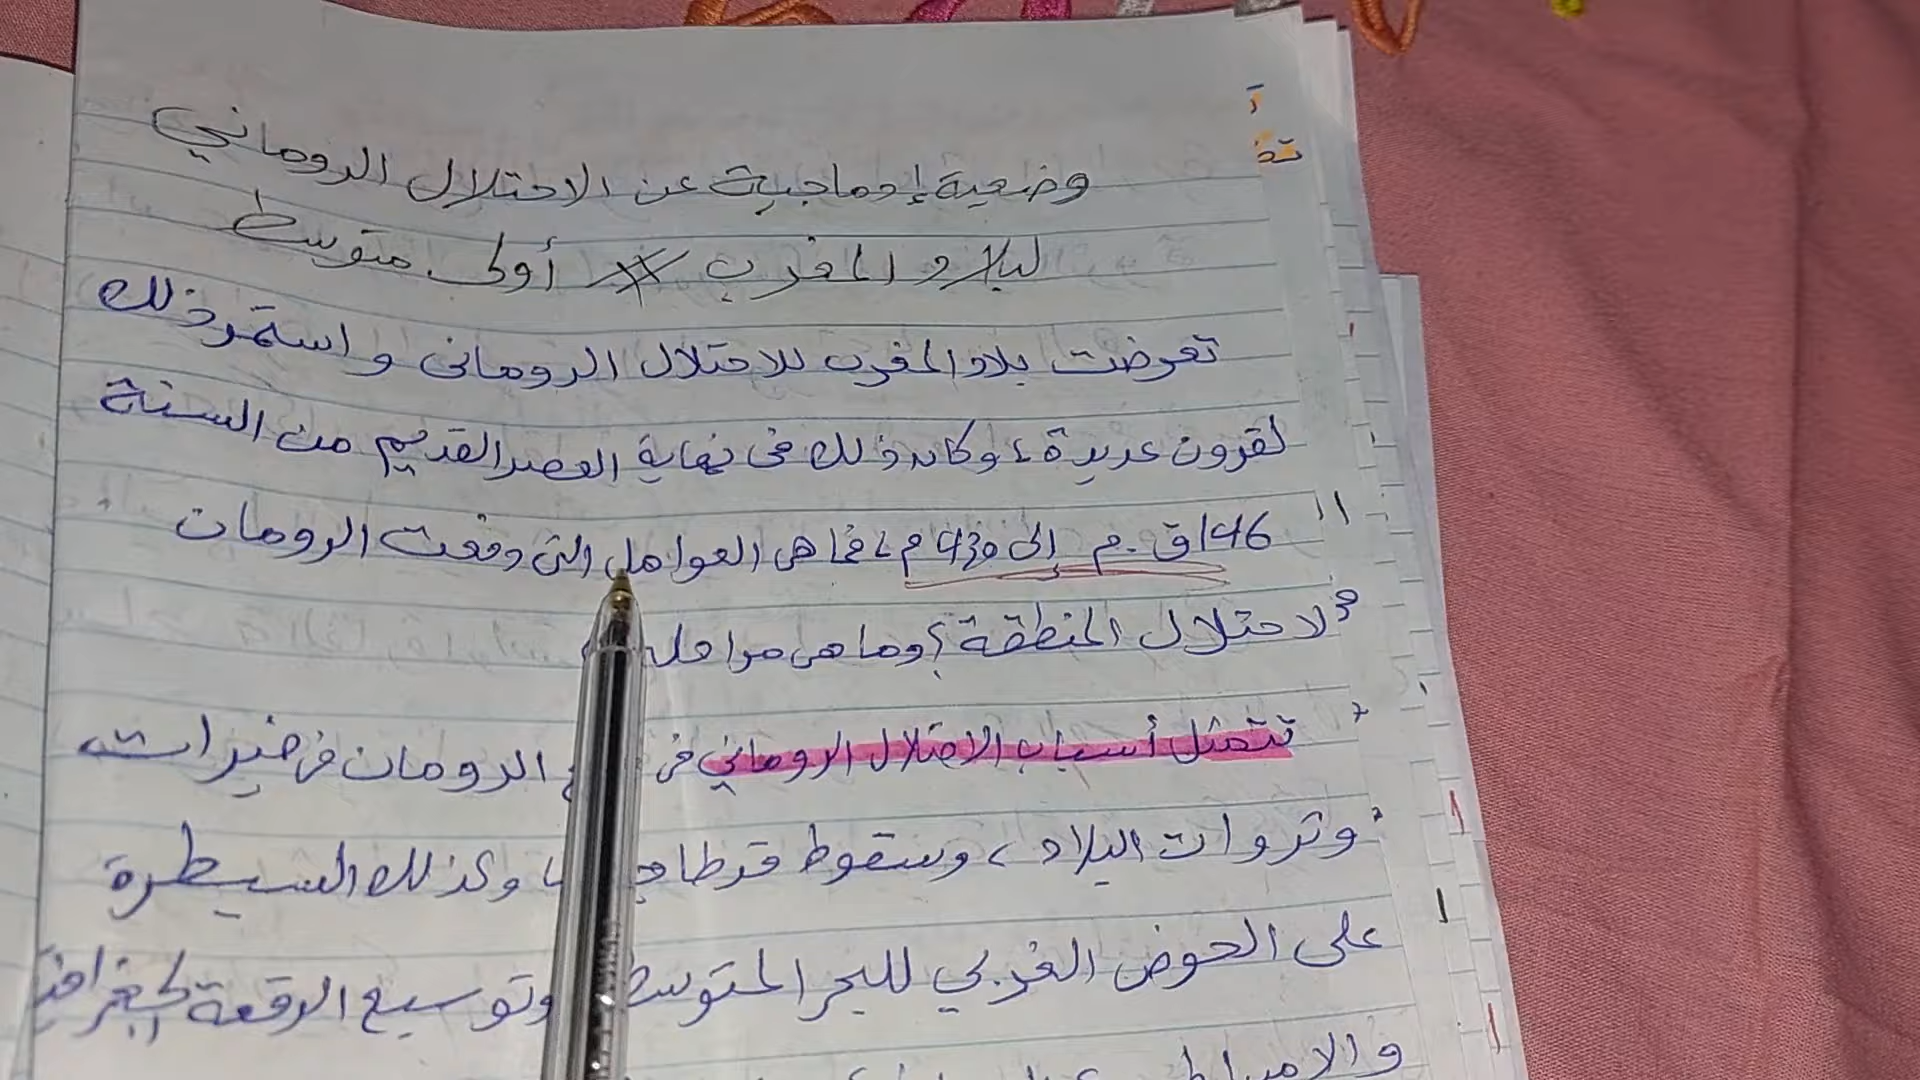 وضعية إدماجية عن الاحتلال الروماني
لبلاد المغرب ** أولى متوسط
تعرضت بلاد المغرب للاحتلال الروماني واستمر ذلك
لقرون عديدة، وكان ذلك في نهاية العصر القديم من السنة
146 ق.م إلى 430 م، فما هي العوامل التي دفعت الرومان
لاحتلال المنطقة؟ وما هي
تتمثل أسباب الاحتلال الروماني في الرومان في خيرات
وثروات البلاد، وسقوط وكذلك السيطرة
على الحوض الغربي للبحر المتوسط وتوسيع الرقعة الجغرافية